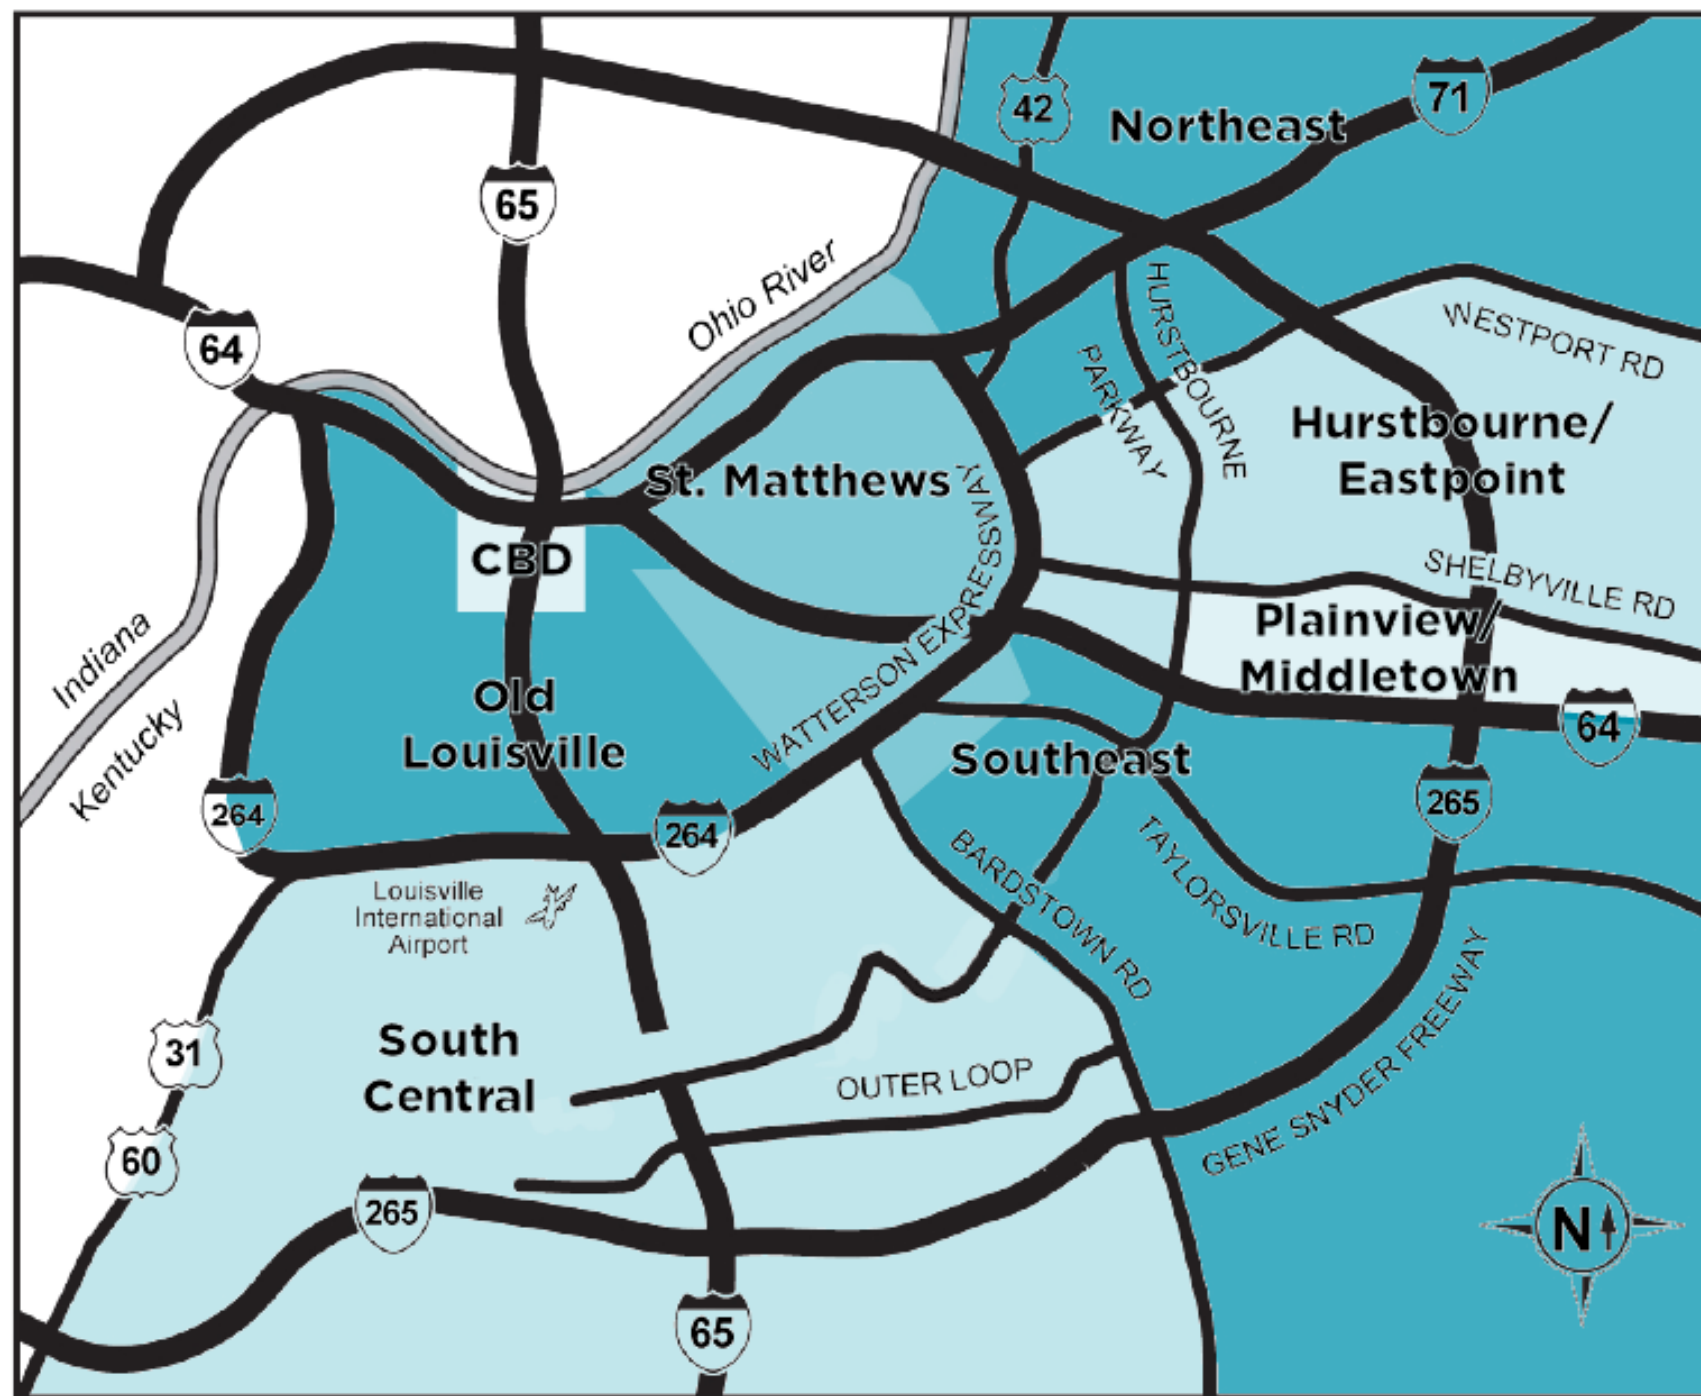 42
71
Northeast
65
Ohio River
HURSTBOURNE
PARKWAY
WESTPORT RD
64
Hurstbourne/
Eastpoint
St. Matthews
WATTERSON EXPRESSWAY
CBD
SHELBYVILLE RD
Plainview/
Middletown
Indiana
Kentucky
Old
Louisville
64
Southeast
265
264
264
BARDSTOWN RD
TAYLORSVILLE RD
Louisville
International
Airport
GENE SNYDER FREEWAY
31
South
Central
OUTER LOOP
60
265
N
65